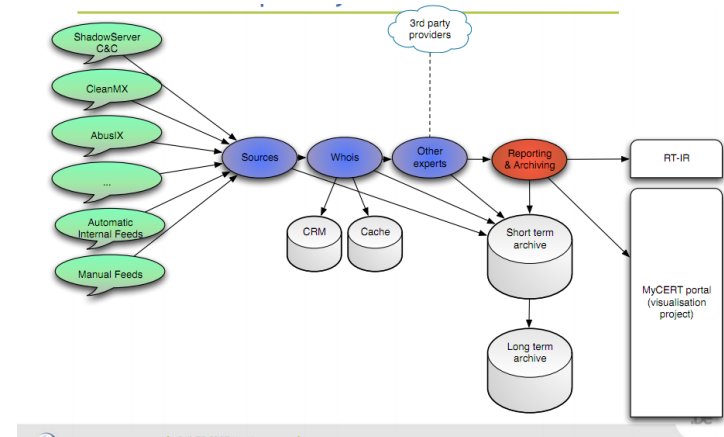 3rd party
providers
ShadowServer
C&C
CleanMX
AbusIX
...
Automatic
Internal Feeds
Manual Feeds
Sources
Whois
Other
experts
Reporting
& Archiving
RT-IR
CRM
Cache
Short term
archive
MyCERT portal
(visualisation
project)
Long term
archive